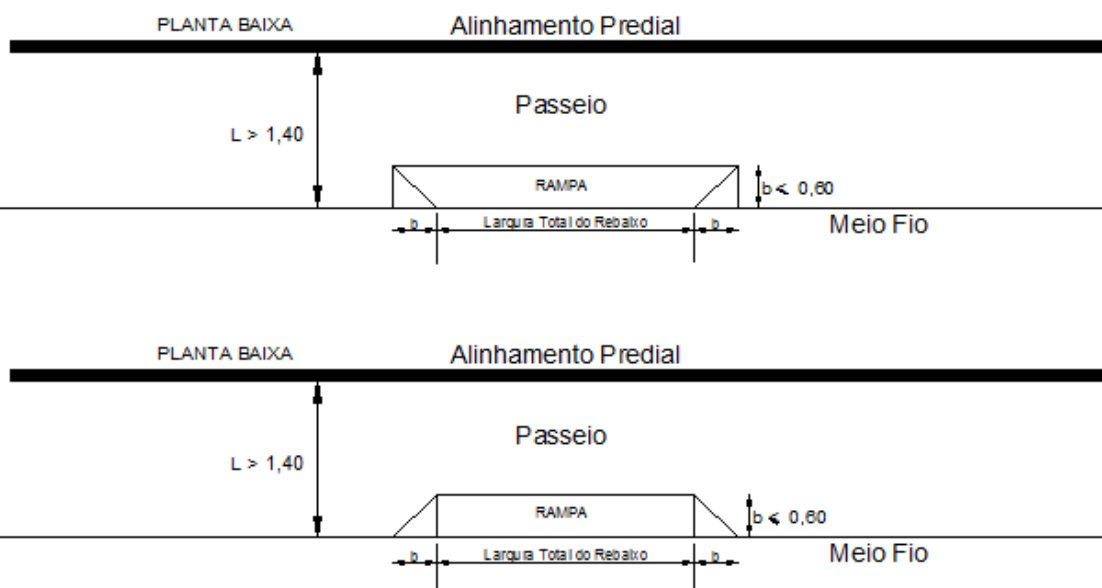 PLANTA BAIXA Alinhamento Predial
Passeio
L > 1,40
RAMPA b < 0,60
b Largura Total do Rebaixo b Meio Fio
PLANTA BAIXA Alinhamento Predial
Passeio
L > 1,40
RAMPA b < 0,60
b Largura Total do Rebaixo b Meio Fio